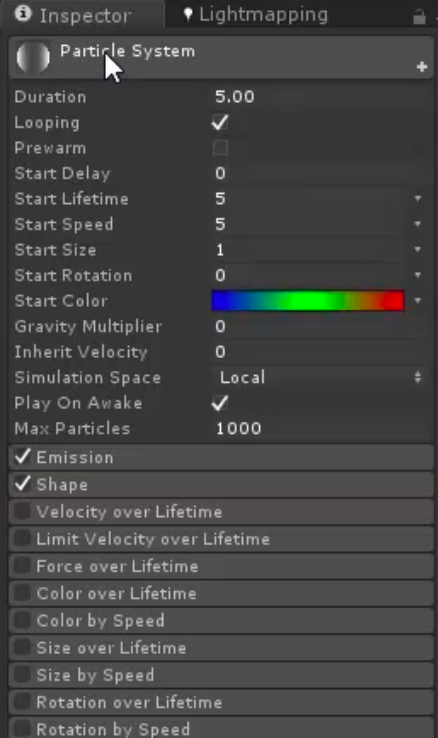 Inspector Lightmapping
Particle System
Duration 5.00
Looping
Prewarm
Start Delay 0
Start Lifetime 5
Start Speed 5
Start Size 1
Start Rotation 0
Start Color
Gravity Multiplier 0
Inherit Velocity 0
Simulation Space Local
Play On Awake
Max Particles 1000
Emission
Shape
Velocity over Lifetime
Limit Velocity over Lifetime
Force over Lifetime
Color over Lifetime
Color by Speed
Size over Lifetime
Size by Speed
Rotation over Lifetime
Rotation by Speed